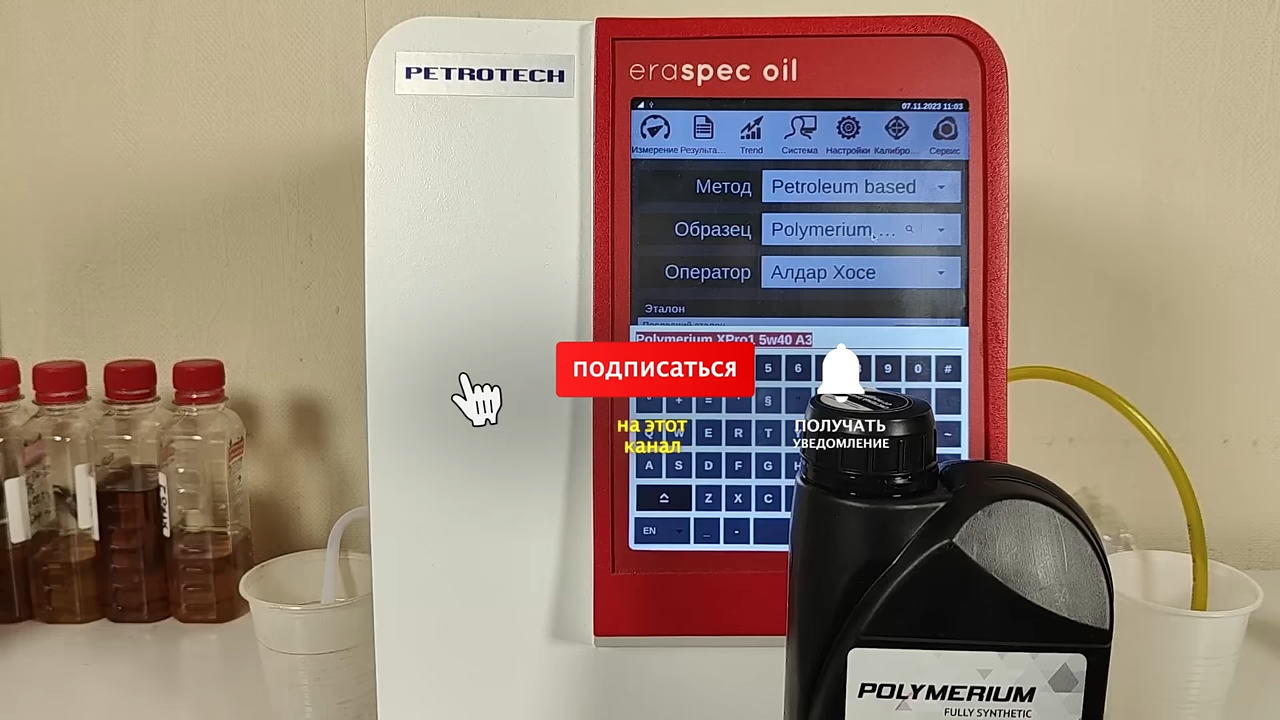 PETROTECH
eraspec oil
07.11.2023 11:03
Измерение Результа... Trend Система Настройки Калибро... Сервис
Метод Petroleum based
Образец Polymerium, ...
Оператор Алдар Хосе
Эталон
Polymerium XPro1 5w40 A3
5 6 9 0 #
ПОДПИСАТЬСЯ
+ = §
на этот
канал
ПОЛУЧАТЬ
УВЕДОМЛЕНИЕ
Q W E R T ~
A S D F G H
Z X C
EN _ -
POLYMERIUM
FULLY SYNTHETIC